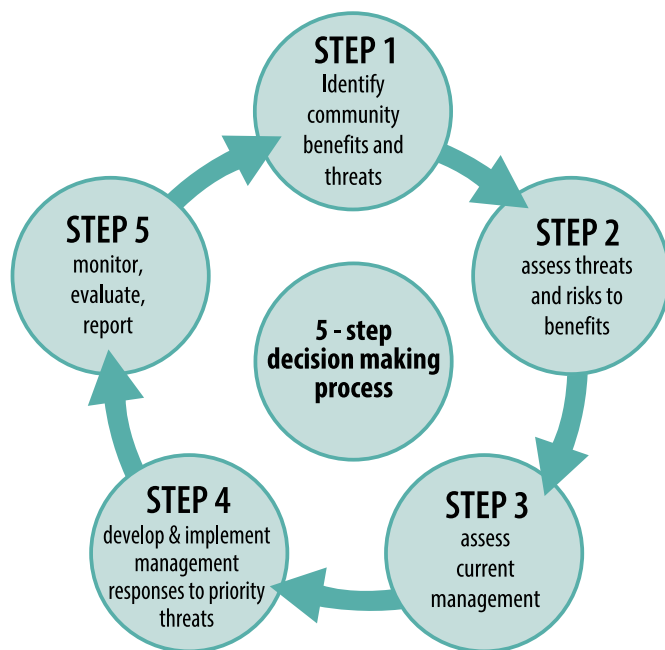 STEP 1
Identify
community
benefits and
threats
STEP 2
assess threats
and risks to
benefits
STEP 3
assess
current
management
STEP 4
develop & implement
management
responses to priority
threats
STEP 5
monitor,
evaluate,
report
5 - step
decision making
process